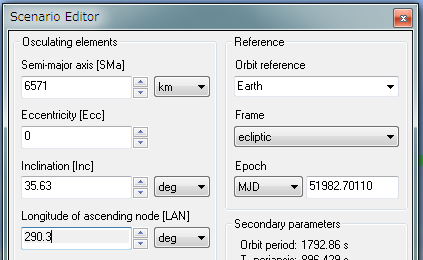 Scenario Editor
Osculating elements
Semi-major axis [SMa]
6571 km
Eccentricity [Ecc]
0
Inclination [Inc]
35.63 deg
Longitude of ascending node [LAN]
290.3 deg
Reference
Orbit reference
Earth
Frame
ecliptic
Epoch
MJD 51982.70110
Secondary parameters
Orbit period: 1792.86 s